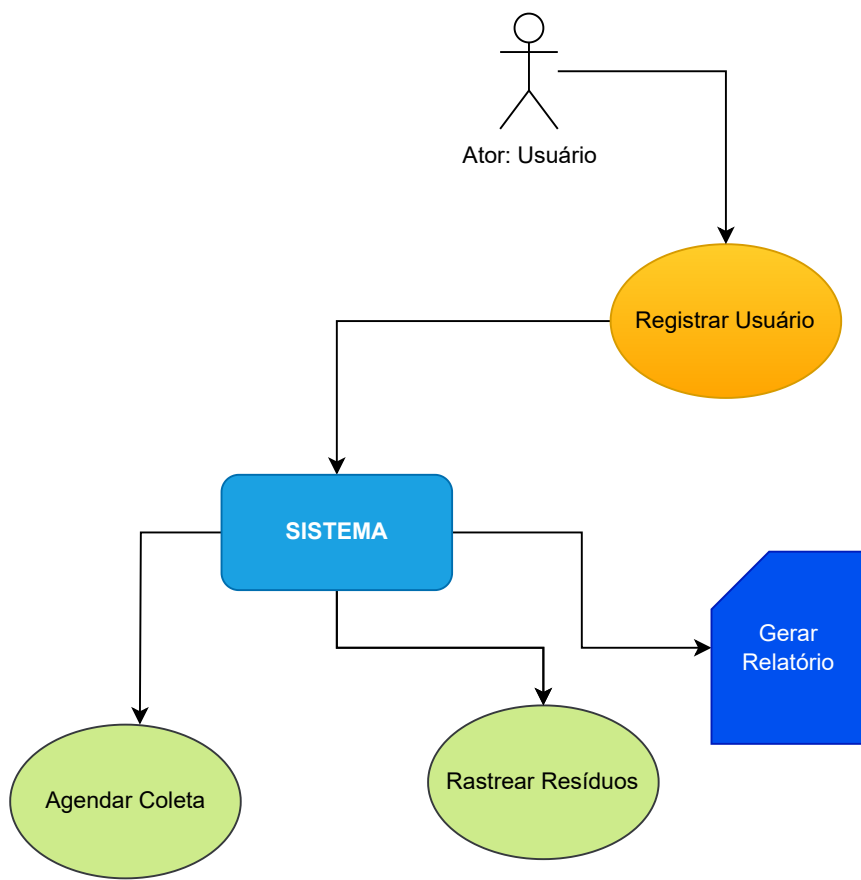 Ator: Usuário
Registrar Usuário
SISTEMA
Gerar
Relatório
Rastrear Resíduos
Agendar Coleta